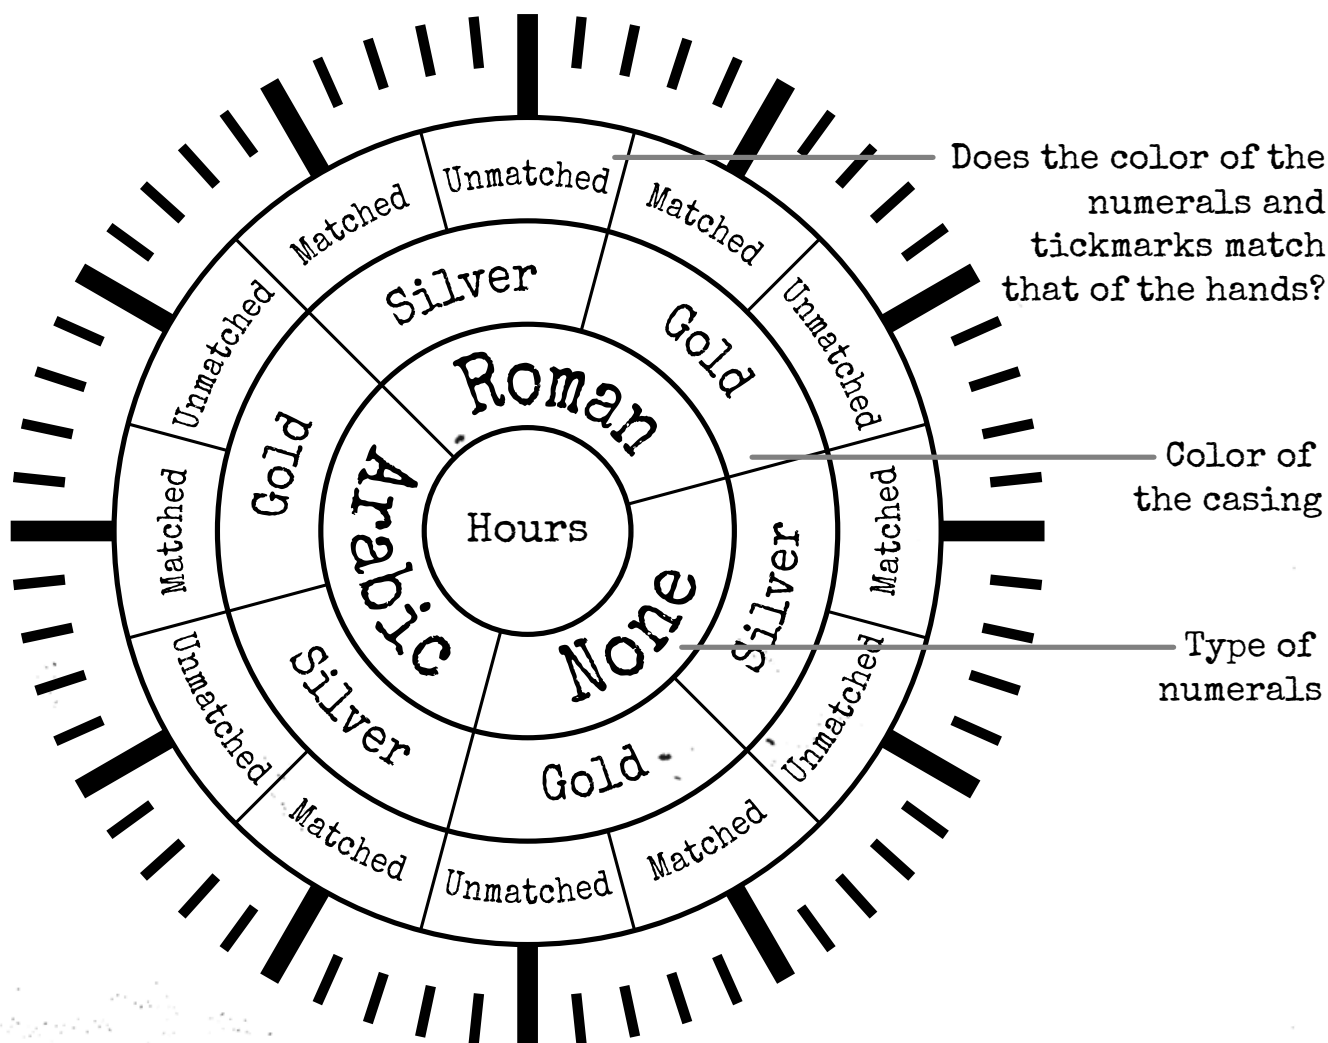 Does the color of the
numerals and
tickmarks match
that of the hands?
Color of
the casing
Type of
numerals
Hours
Roman
None
Arabic
Silver
Gold
Silver
Gold
Silver
Gold
Unmatched
Matched
Unmatched
Matched
Unmatched
Matched
Unmatched
Matched
Unmatched
Matched
Unmatched
Matched